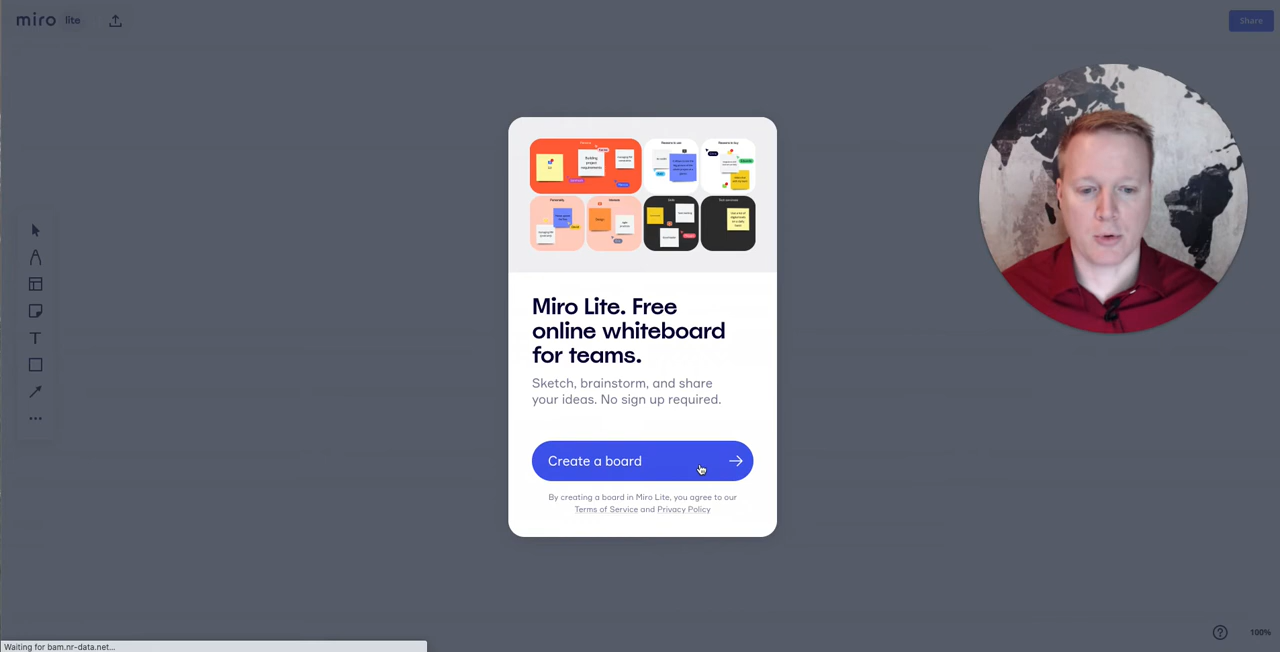 miro lite
Share
Miro Lite. Free
online whiteboard
for teams.
Sketch, brainstorm, and share
your ideas. No sign up required.
Create a board
By creating a board in Miro Lite, you agree to our
Terms of Service and Privacy Policy
T
?
100%
Waiting for bam.nr-data.net...